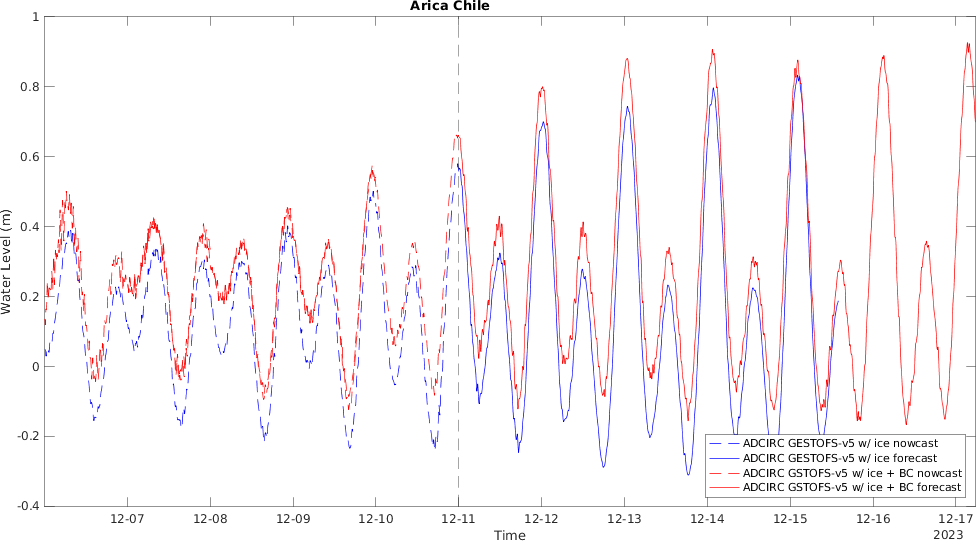 Arica Chile
1
0.8
0.6
0.4
0.2
0
-0.2
-0.4
Water Level (m)
ADCIRC GESTOFS-v5 w/ ice nowcast
ADCIRC GESTOFS-v5 w/ ice forecast
ADCIRC GSTOFS-v5 w/ ice + BC nowcast
ADCIRC GSTOFS-v5 w/ ice + BC forecast
12-07 12-08 12-09 12-10 12-11 12-12 12-13 12-14 12-15 12-16 12-17
Time
2023